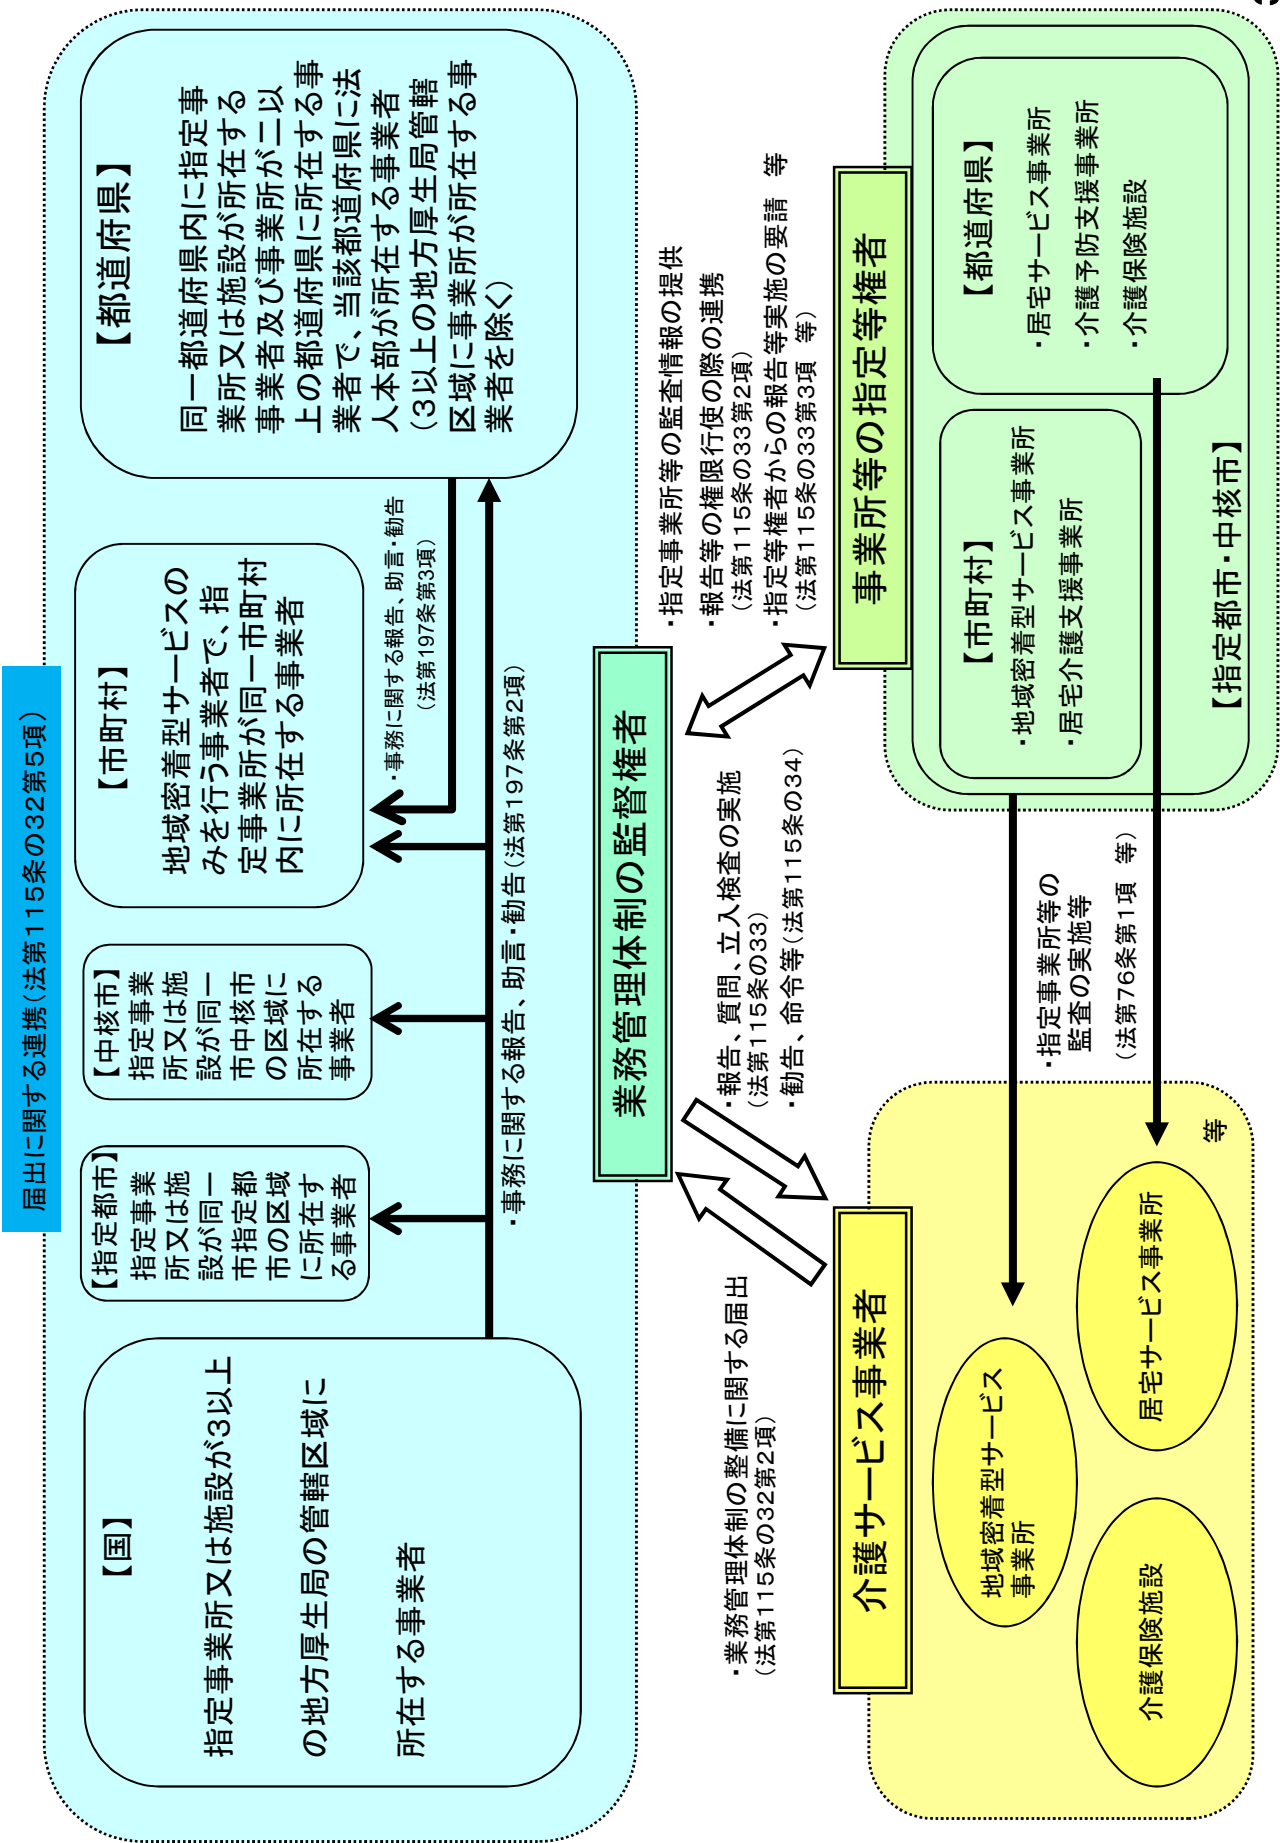 届出に関する連携(法第115条の32第5項)
【国】
指定事業所又は施設が3以上
の地方厚生局の管轄区域に
所在する事業者
【指定都市】
指定事業
所又は施
設が同一
市指定都
市の区域
に所在す
る事業者
【中核市】
指定事業
所又は施
設が同一
市中核市
の区域に
所在する
事業者
【市町村】
地域密着型サービスの
みを行う事業者で、指
定事業所が同一市町村
内に所在する事業者
【都道府県】
同一都道府県内に指定事
業所又は施設が所在する
事業者及び事業所が二以
上の都道府県に所在する事
業者で、当該都道府県に法
人本部が所在する事業者
(3以上の地方厚生局管轄
区域に事業所が所在する事
業者を除く)
・事務に関する報告、助言・勧告
(法第197条第3項)
・事務に関する報告、助言・勧告(法第197条第2項)
業務管理体制の監督権者
・業務管理体制の整備に関する届出
(法第115条の32第2項)
・報告、質問、立入検査の実施
(法第115条の33)
・勧告、命令等(法第115条の34)
・指定事業所等の監査情報の提供
・報告等の権限行使の際の連携
(法第115条の33第2項)
・指定等権者からの報告等実施の要請 等
(法第115条の33第3項 等)
介護サービス事業者
地域密着型サービス
事業所
介護保険施設
居宅サービス事業所
等
・指定事業所等の
監査の実施等
(法第76条第1項 等)
事業所等の指定等権者
【市町村】
・地域密着型サービス事業所
・居宅介護支援事業所
【都道府県】
・居宅サービス事業所
・介護予防支援事業所
・介護保険施設
【指定都市・中核市】